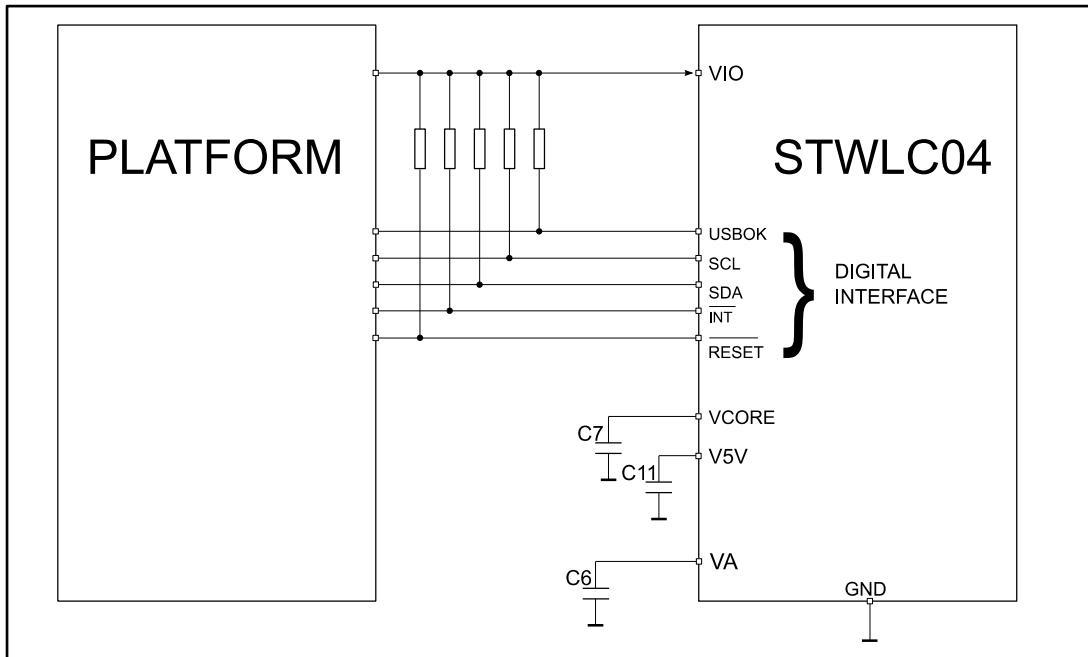 VIO
PLATFORM
STWLC04
USBOK
SCL
SDA
INT
RESET
DIGITAL
INTERFACE
VCORE
C7
V5V
C11
VA
C6
GND